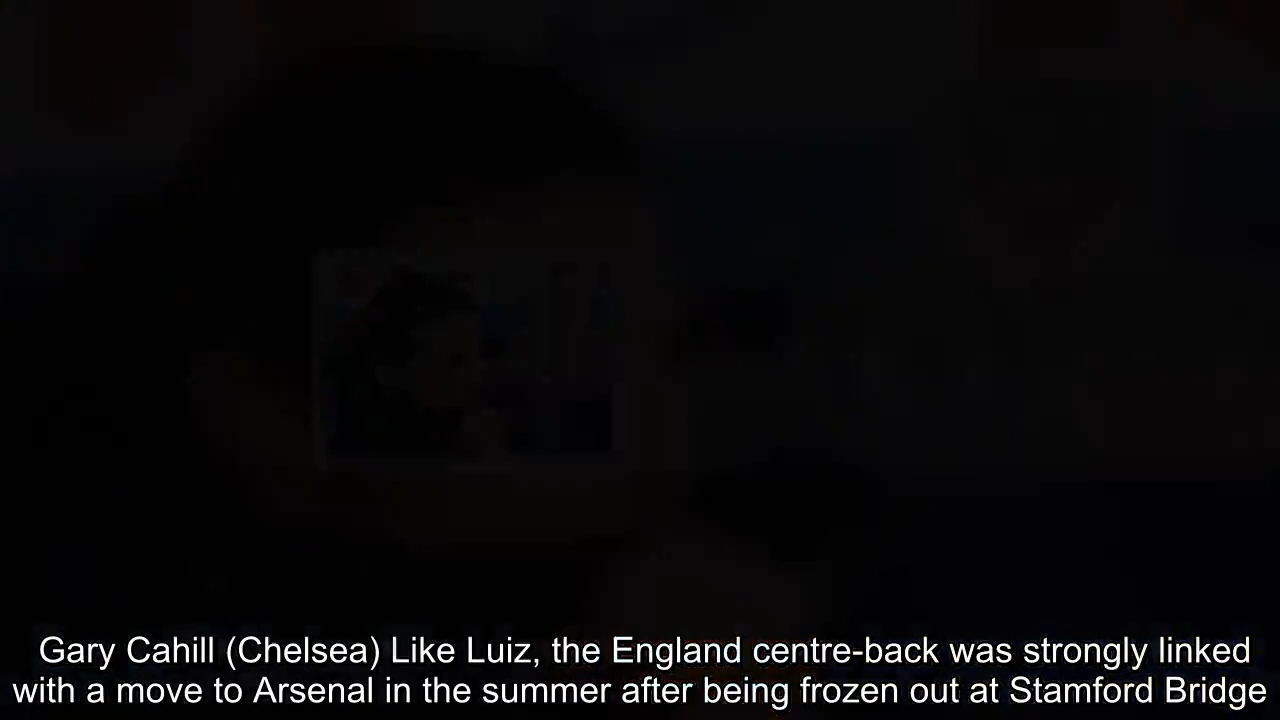 Gary Cahill (Chelsea) Like Luiz, the England centre-back was strongly linked
with a move to Arsenal in the summer after being frozen out at Stamford Bridge